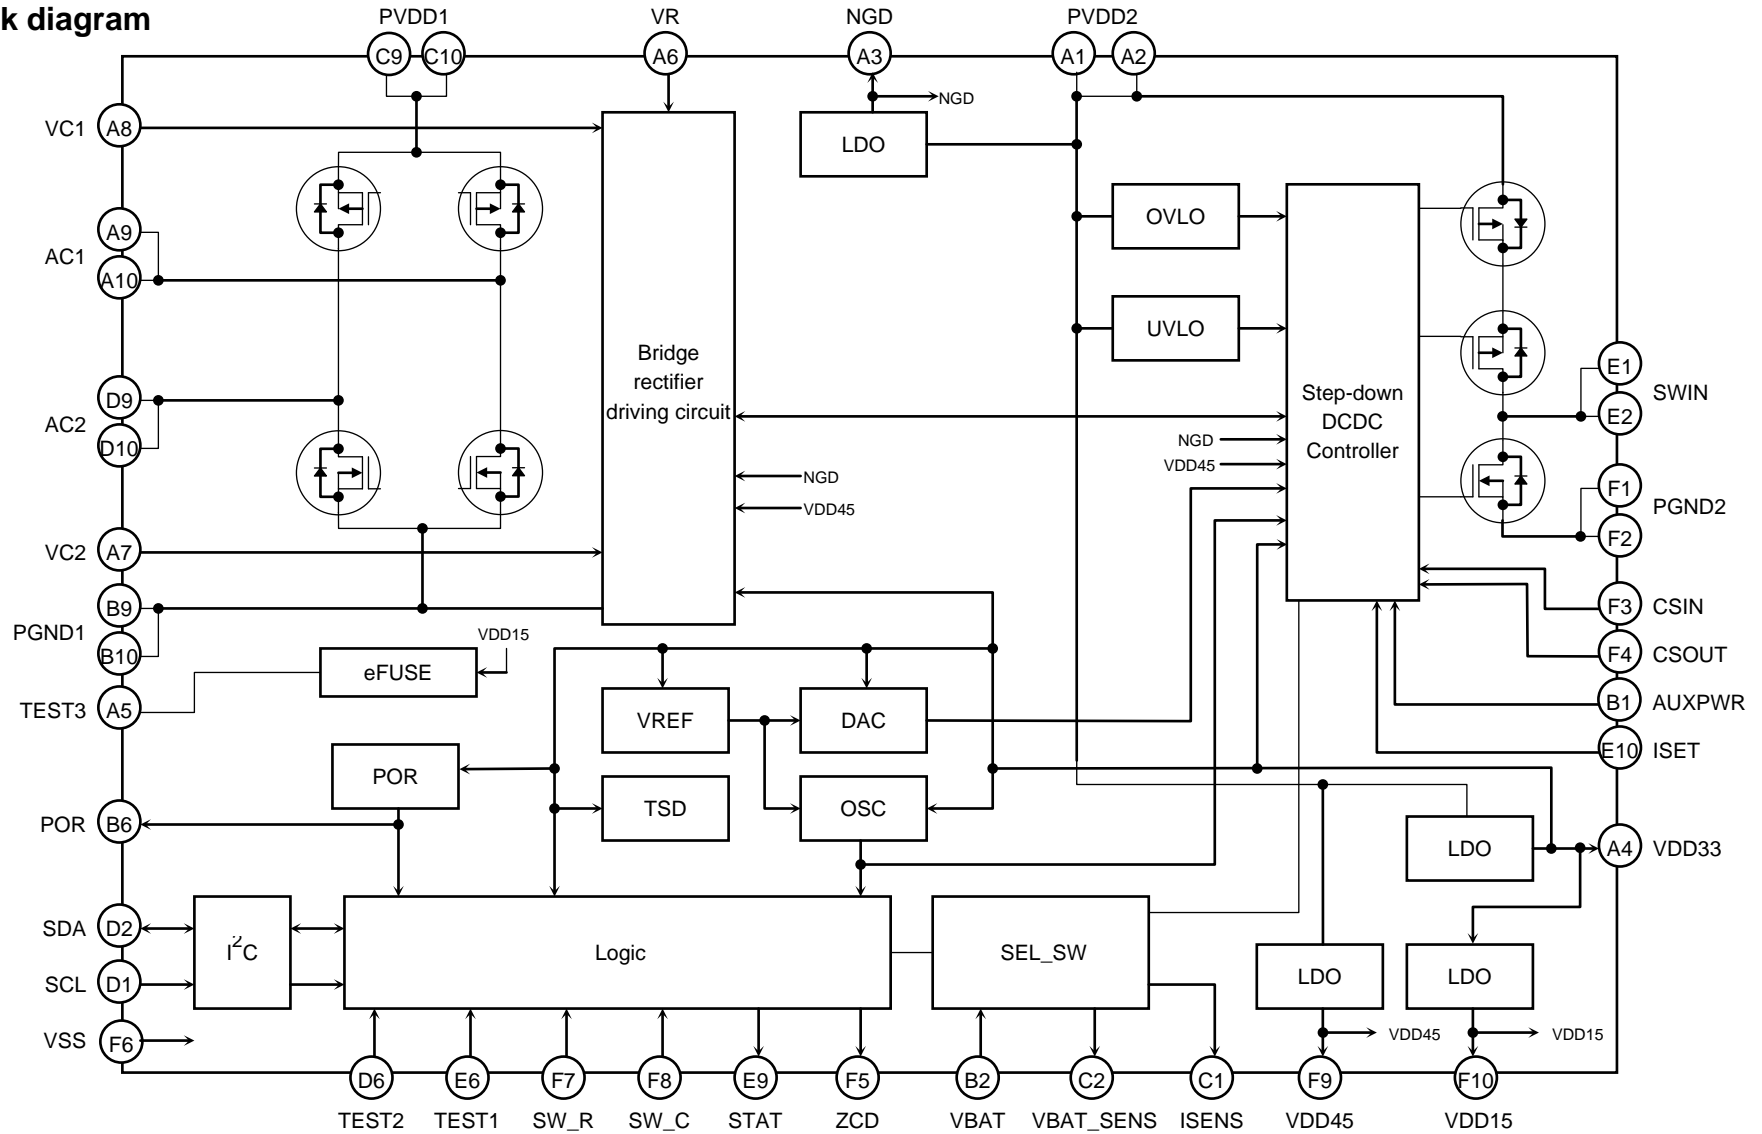 k diagram
PVDD1
VR
NGD
PVDD2
C9
C10
A6
A3
A1
A2
NGD
VC1
A8
LDO
OVLO
A9
AC1
A10
UVLO
Bridge
rectifier
driving circuit
Step-down
DCDC
Controller
E1
SWIN
E2
D9
AC2
D10
NGD
VDD45
NGD
VDD45
F1
PGND2
F2
VC2
A7
B9
PGND1
B10
VDD15
eFUSE
F3
CSIN
F4
CSOUT
TEST3
A5
VREF
DAC
B1
AUXPWR
E10
ISET
POR
TSD
OSC
POR
B6
LDO
A4
VDD33
SDA
D2
I2C
Logic
SEL_SW
SCL
D1
LDO
LDO
VSS
F6
VDD45
VDD15
D6
E6
F7
F8
E9
F5
B2
C2
C1
F9
F10
TEST2
TEST1
SW_R
SW_C
STAT
ZCD
VBAT
VBAT_SENS
ISENS
VDD45
VDD15